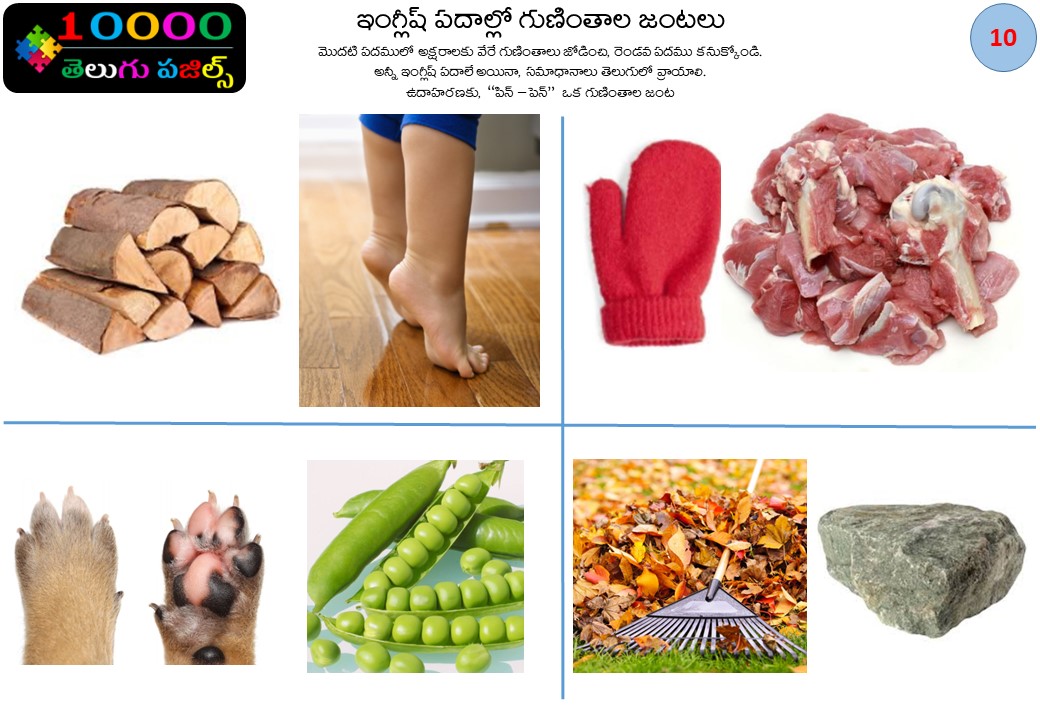 10000
తెలుగు పజిల్స్
ఇంగ్లీష్ పదాల్లో గుణింతాల జంటలు
మొదటి పదములో అక్షరాలకు వేరే గుణింతాలు జోడించి, రెండవ పదము కనుక్కోండి.
అన్నీ ఇంగ్లీష్ పదాలే అయినా, సమాధానాలు తెలుగులో వ్రాయాలి.
ఉదాహరణకు, “పిన్ – పెన్” ఒక గుణింతాల జంట
10